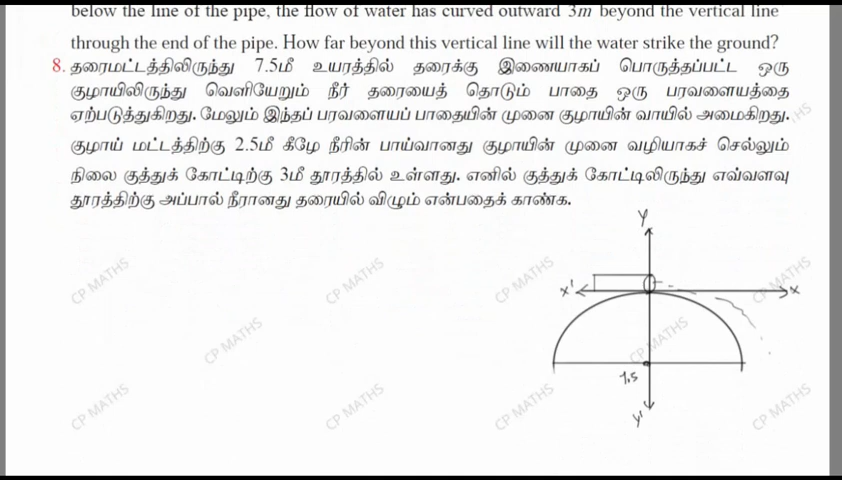 below the line of the pipe, the flow of water has curved outward 3m beyond the vertical line
through the end of the pipe. How far beyond this vertical line will the water strike the ground?
8. தரைமட்டத்திலிருந்து 7.5மீ உயரத்தில் தரைக்கு இணையாகப் பொருத்தப்பட்ட ஒரு
குழாயிலிருந்து வெளியேறும் நீர் தரையைத் தொடும் பாதை ஒரு பரவளையத்தை
ஏற்படுத்துகிறது. மேலும் இந்தப் பரவளையப் பாதையின் முனை குழாயின் வாயில் அமைகிறது.
குழாய் மட்டத்திற்கு 2.5மீ கீழே நீரின் பாய்வானது குழாயின் முனை வழியாகச் செல்லும்
நிலை குத்துக் கோட்டிற்கு 3மீ தூரத்தில் உள்ளது. எனில் குத்துக் கோட்டிலிருந்து எவ்வளவு
தூரத்திற்கு அப்பால் நீரானது தரையில் விழும் என்பதைக் காண்க.
y
x' x
7.5
y'
CP MATHS CP MATHS CP MATHS CP MATHS
CP MATHS CP MATHS
CP MATHS CP MATHS CP MATHS CP MATHS